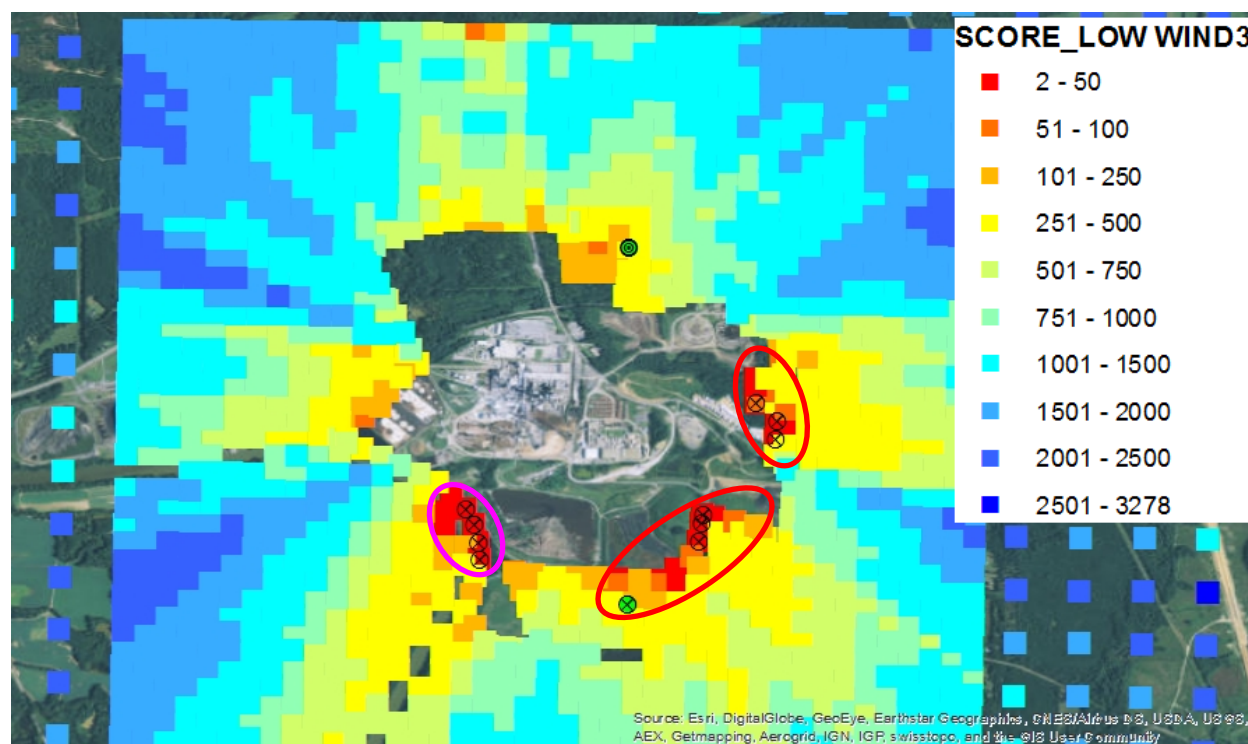 SCORE_LOW WIND3
2 - 50
51 - 100
101 - 250
251 - 500
501 - 750
751 - 1000
1001 - 1500
1501 - 2000
2001 - 2500
2501 - 3278
Source: Esri, DigitalGlobe, GeoEye, Earthstar Geographics, CNES/Airbus DS, USDA, USGS,
AEX, Getmapping, Aerogrid, IGN, IGP, swisstopo, and the GIS User Community